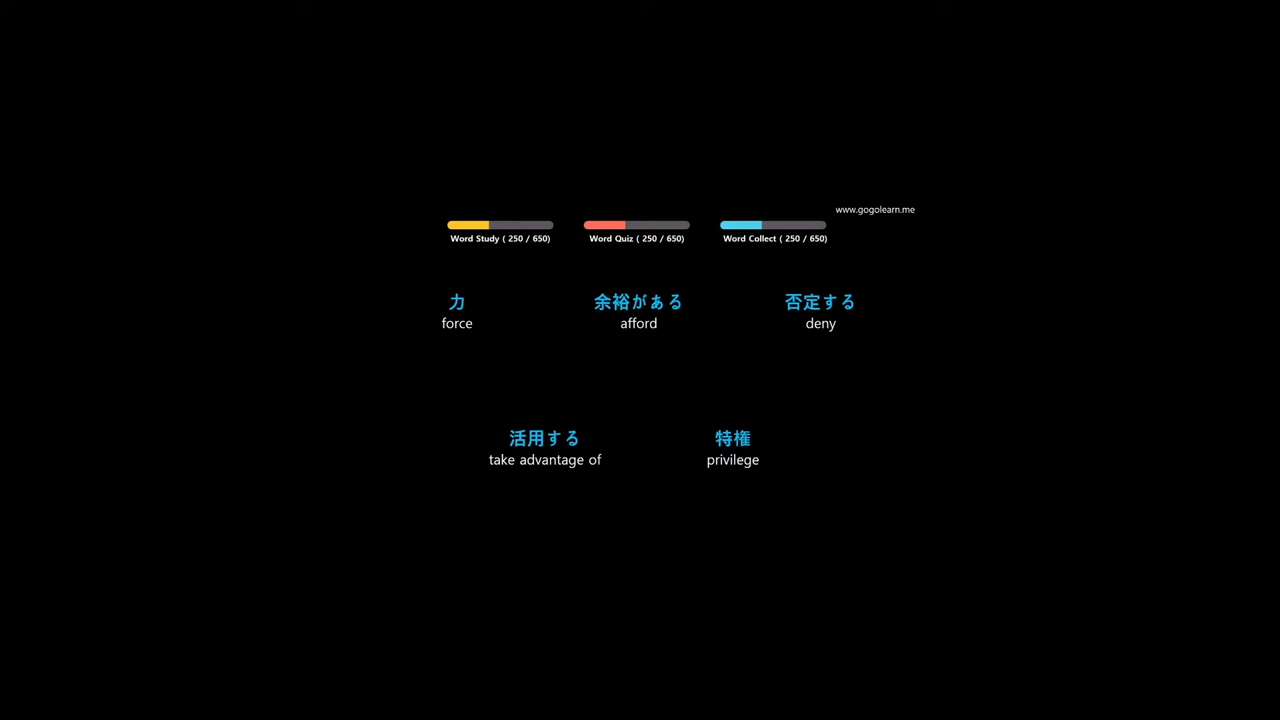 www.gogolearn.me
Word Study ( 250 / 650)
Word Quiz ( 250 / 650)
Word Collect ( 250 / 650)
力
force
余裕がある
afford
否定する
deny
活用する
take advantage of
特権
privilege